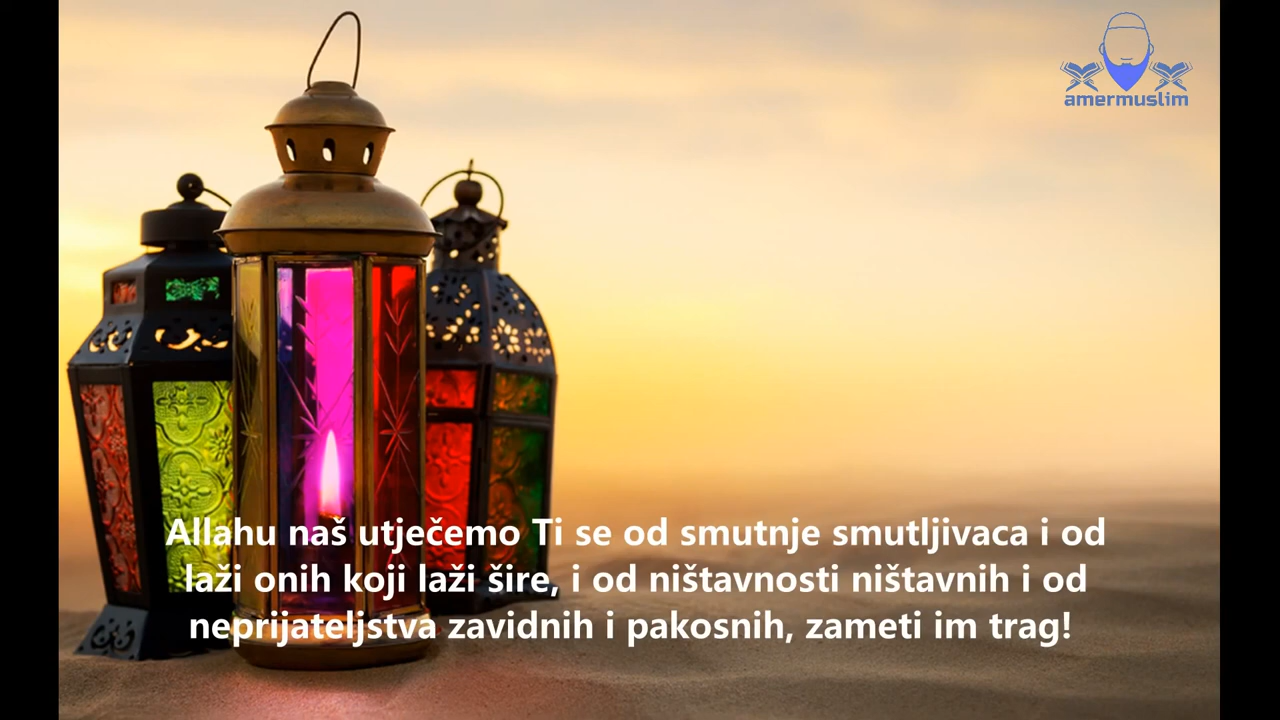 amermuslim
Allahu naš utječemo Ti se od smutnje smutljivaca i od
laži onih koji laži šire, i od ništavnosti ništavnih i od
neprijateljstva zavidnih i pakosnih, zameti im trag!